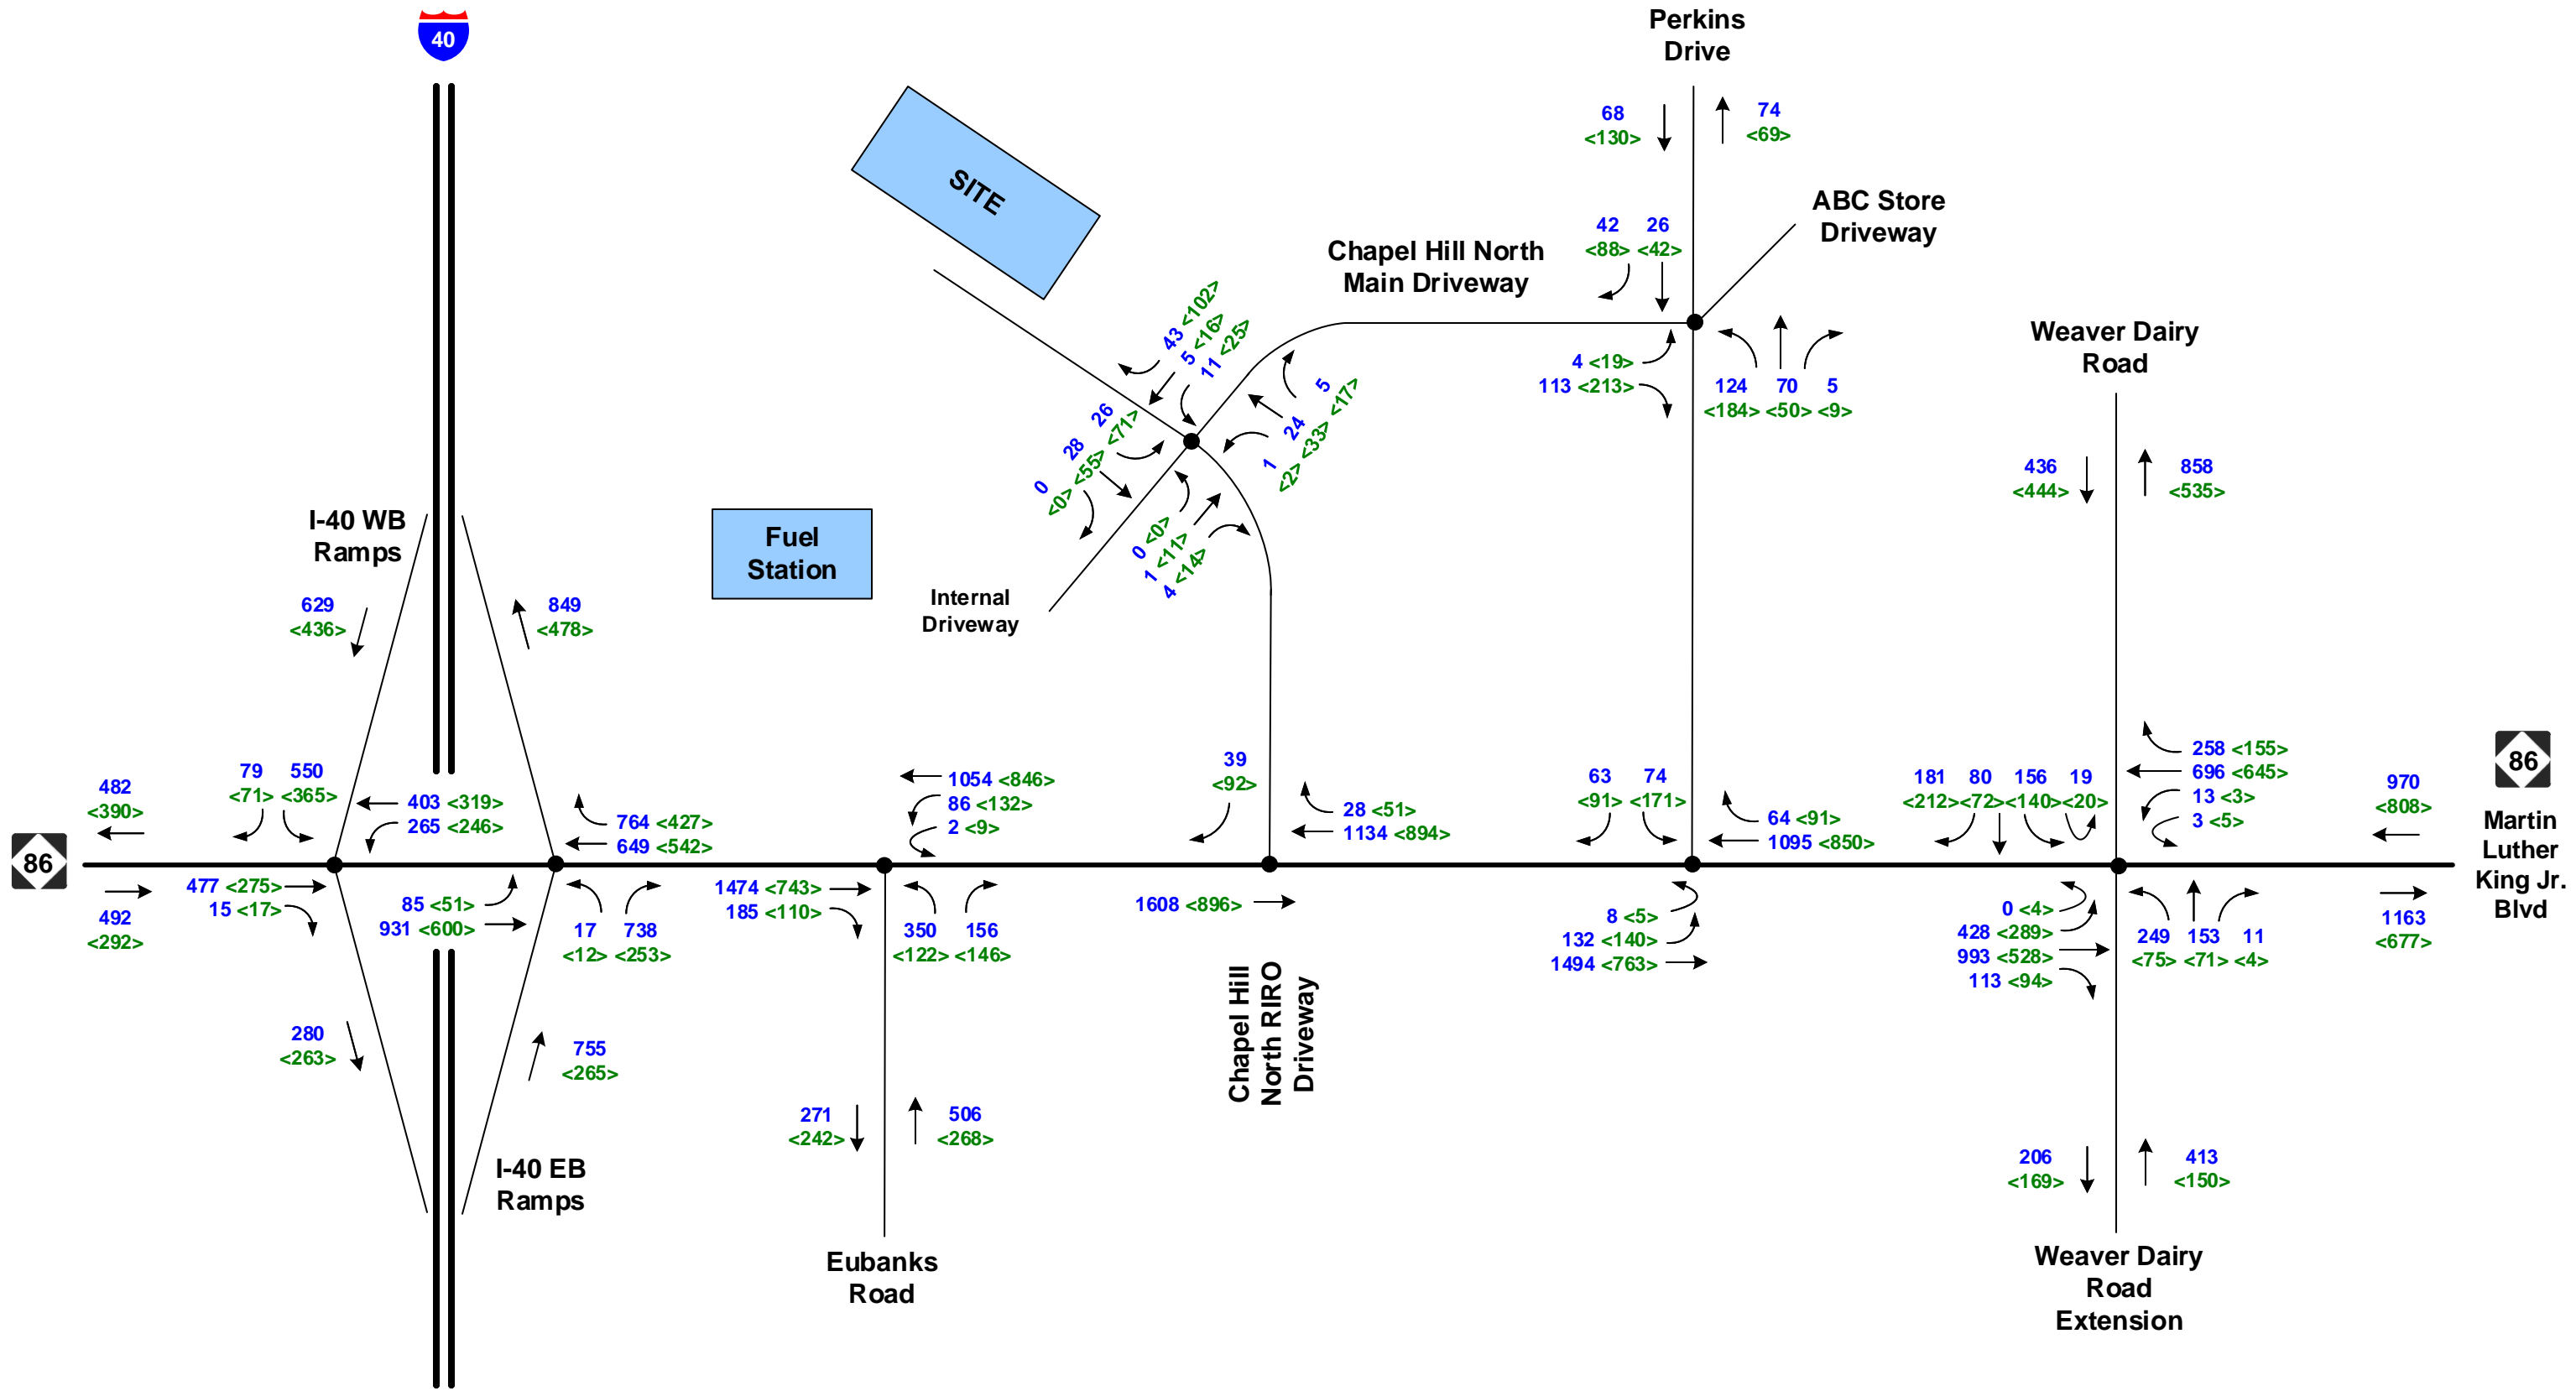 40
Perkins
Drive
68
<130>
74
<69>
SITE
ABC Store
Driveway
42 26
<88> <42>
Chapel Hill North
Main Driveway
43 <102>
5 <16>
11 <25>
4 <19>
113 <213>
124 70 5
<184> <50> <9>
Weaver Dairy
Road
26
<71>
28
<55>
0
<0>
5
<17>
24
<33>
1
<2>
436
<444>
858
<535>
I-40 WB
Ramps
Fuel
Station
0 <0>
1 <11>
4 <14>
Internal
Driveway
629
<436>
849
<478>
482
<390>
79 550
<71> <365>
403 <319>
265 <246>
764 <427>
649 <542>
1054 <846>
86 <132>
2 <9>
39
<92>
28 <51>
1134 <894>
63 74
<91> <171>
64 <91>
1095 <850>
181 80 156 19
<212> <72> <140> <20>
258 <155>
696 <645>
13 <3>
3 <5>
970
<808>
86
Martin
Luther
King Jr.
Blvd
86
492
<292>
477 <275>
15 <17>
85 <51>
931 <600>
17 738
<12> <253>
1474 <743>
185 <110>
350 156
<122> <146>
1608 <896>
Chapel Hill
North RIRO
Driveway
8 <5>
132 <140>
1494 <763>
0 <4>
428 <289>
993 <528>
113 <94>
249 153 11
<75> <71> <4>
1163
<677>
280
<263>
755
<265>
271
<242>
506
<268>
I-40 EB
Ramps
206
<169>
413
<150>
Eubanks
Road
Weaver Dairy
Road
Extension